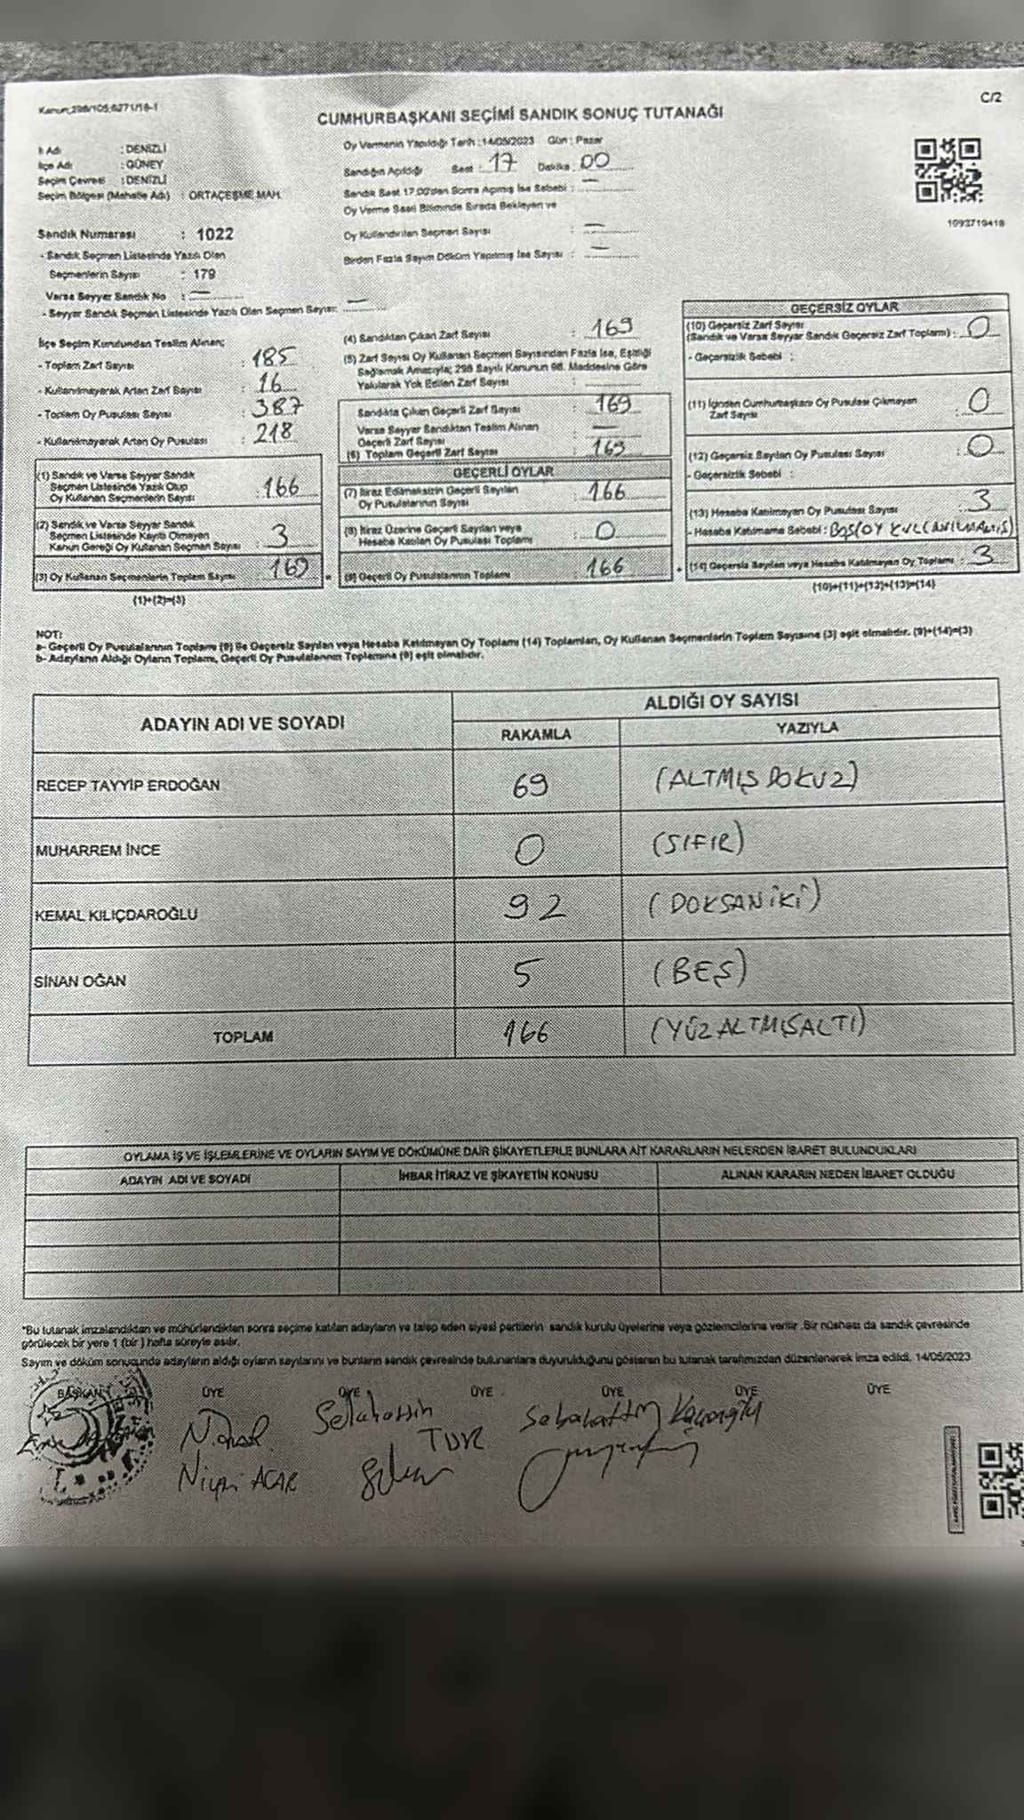 Kanun:298/105;6271/18-1
C/2
CUMHURBAŞKANI SEÇİMİ SANDIK SONUÇ TUTANAĞI
İl Adı : DENİZLİ
İlçe Adı : GÜNEY
Seçim Çevresi : DENİZLİ
Seçim Bölgesi (Mahalle Adı) : ORTAÇEŞME MAH.
Sandık Numarası : 1022
- Sandık Seçmen Listesinde Yazılı Olan
Seçmenlerin Sayısı : 179
Varsa Seyyar Sandık No : —
- Seyyar Sandık Seçmen Listesinde Yazılı Olan Seçmen Sayısı: —
Oy Vermenin Yapıldığı Tarih : 14/05/2023 Gün : Pazar
Sandığın Açıldığı Saat : 17 Dakika : 00
Sandık Saat 17:00'den Sonra Açılmış İse Sebebi : —
Oy Verme Saati Bitiminde Sırada Bekleyen ve
Oy Kullandırılan Seçmen Sayısı : —
Birden Fazla Sayım Döküm Yapılmış İse Sayısı : —
1093719418
İlçe Seçim Kurulundan Teslim Alınan;
- Toplam Zarf Sayısı : 185
- Kullanılmayarak Artan Zarf Sayısı : 16
- Toplam Oy Pusulası Sayısı : 387
- Kullanılmayarak Artan Oy Pusulası : 218
(1) Sandık ve Varsa Seyyar Sandık
Seçmen Listesinde Yazılı Olup
Oy Kullanan Seçmenlerin Sayısı : 166
(2) Sandık ve Varsa Seyyar Sandık
Seçmen Listesinde Kayıtlı Olmayan
Kanun Gereği Oy Kullanan Seçmen Sayısı : 3
(3) Oy Kullanan Seçmenlerin Toplam Sayısı : 169
(1)+(2)=(3)
(4) Sandıktan Çıkan Zarf Sayısı : 169
(5) Zarf Sayısı Oy Kullanan Seçmen Sayısından Fazla İse, Eşitliği
Sağlamak Amacıyla; 298 Sayılı Kanunun 98. Maddesine Göre
Yakılarak Yok Edilen Zarf Sayısı :
Sandıkta Çıkan Geçerli Zarf Sayısı : 169
Varsa Seyyar Sandıktan Teslim Alınan
Geçerli Zarf Sayısı : —
(6) Toplam Geçerli Zarf Sayısı : 169
GEÇERLİ OYLAR
(7) İtiraz Edilmeksizin Geçerli Sayılan
Oy Pusulalarının Sayısı : 166
(8) İtiraz Üzerine Geçerli Sayılan veya
Hesaba Katılan Oy Pusulası Toplamı : 0
(9) Geçerli Oy Pusulalarının Toplamı : 166
GEÇERSİZ OYLAR
(10) Geçersiz Zarf Sayısı
(Sandık ve Varsa Seyyar Sandık Geçersiz Zarf Toplamı) : 0
- Geçersizlik Sebebi :
(11) İçinden Cumhurbaşkanı Oy Pusulası Çıkmayan
Zarf Sayısı : 0
(12) Geçersiz Sayılan Oy Pusulası Sayısı : 0
- Geçersizlik Sebebi :
(13) Hesaba Katılmayan Oy Pusulası Sayısı : 3
- Hesaba Katılmama Sebebi : BOŞ(OY KULLANILMAMIŞ)
(14) Geçersiz Sayılan veya Hesaba Katılmayan Oy Toplamı : 3
(10)+(11)+(12)+(13)=(14)
NOT:
a- Geçerli Oy Pusulalarının Toplamı (9) ile Geçersiz Sayılan veya Hesaba Katılmayan Oy Toplamı (14) Toplamları, Oy Kullanan Seçmenlerin Toplam Sayısına (3) eşit olmalıdır. (9)+(14)=(3)
b- Adayların Aldığı Oyların Toplamı, Geçerli Oy Pusulalarının Toplamına (9) eşit olmalıdır.
ADAYIN ADI VE SOYADI
ALDIĞI OY SAYISI
RAKAMLA YAZIYLA
RECEP TAYYİP ERDOĞAN 69 (ALTMIŞ DOKUZ)
MUHARREM İNCE 0 (SIFIR)
KEMAL KILIÇDAROĞLU 92 (DOKSANİKİ)
SİNAN OĞAN 5 (BEŞ)
TOPLAM 166 (YÜZALTMIŞALTI)
OYLAMA İŞ VE İŞLEMLERİNE VE OYLARIN SAYIM VE DÖKÜMÜNE DAİR ŞİKAYETLERLE BUNLARA AİT KARARLARIN NELERDEN İBARET BULUNDUKLARI
ADAYIN ADI VE SOYADI İHBAR İTİRAZ VE ŞİKAYETİN KONUSU ALINAN KARARIN NEDEN İBARET OLDUĞU
*Bu tutanak imzalandıktan ve mühürlendikten sonra seçime katılan adayların ve talep eden siyasi partilerin sandık kurulu üyelerine veya gözlemcilerine verilir. Bir nüshası da sandık çevresinde
görülecek bir yere 1 (bir) hafta süreyle asılır.
Sayım ve döküm sonucunda adayların aldığı oyların sayılarını ve bunların sandık çevresinde bulunanlara duyurulduğunu gösteren bu tutanak tarafımızdan düzenlenerek imza edildi. 14/05/2023
BAŞKAN ÜYE ÜYE ÜYE ÜYE ÜYE ÜYE
Selahattin
TUR
Sabahattin
Niyazi ACAR